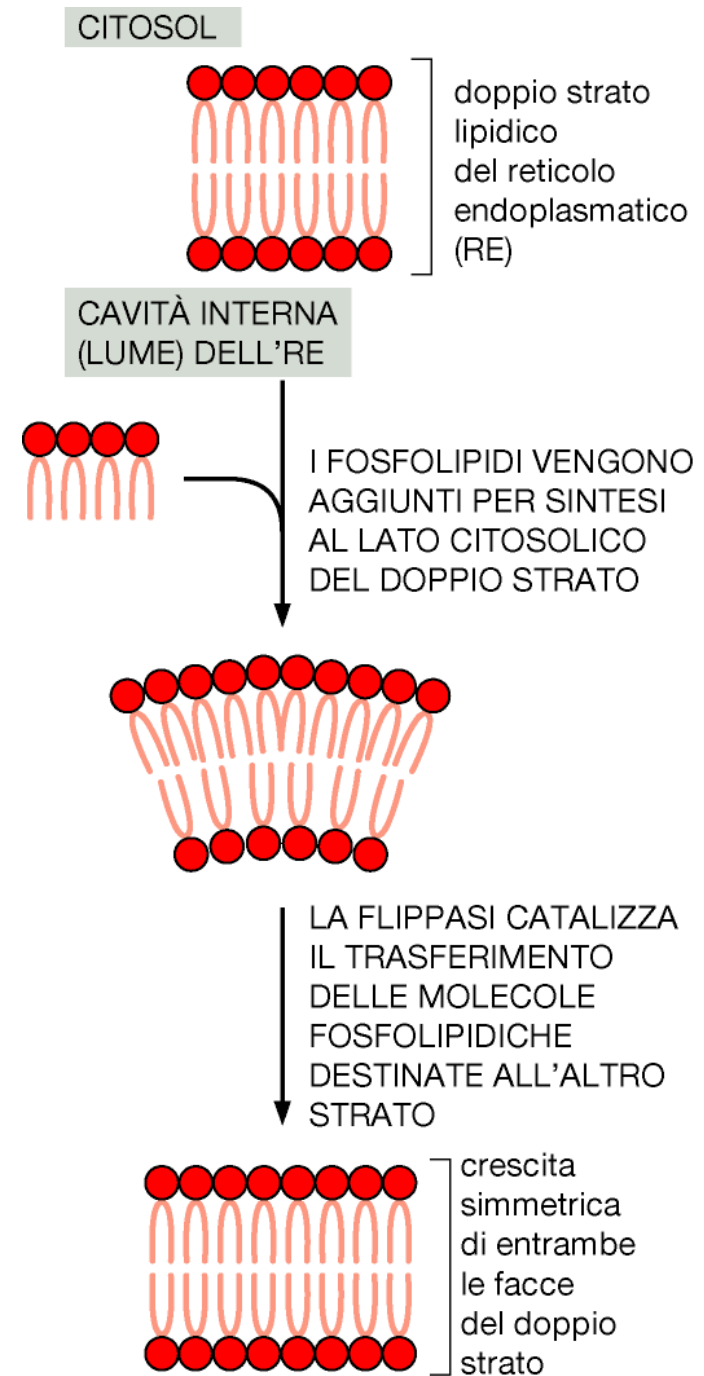 CITOSOL
doppio strato
lipidico
del reticolo
endoplasmatico
(RE)
CAVITÀ INTERNA
(LUME) DELL'RE
I FOSFOLIPIDI VENGONO
AGGIUNTI PER SINTESI
AL LATO CITOSOLICO
DEL DOPPIO STRATO
LA FLIPPASI CATALIZZA
IL TRASFERIMENTO
DELLE MOLECOLE
FOSFOLIPIDICHE
DESTINATE ALL'ALTRO
STRATO
crescita
simmetrica
di entrambe
le facce
del doppio
strato